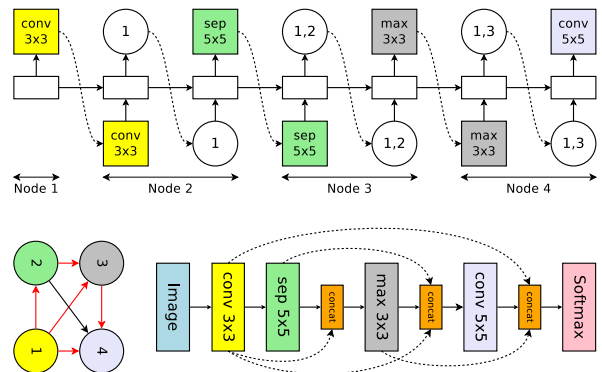 conv
3x3
1
sep
5x5
1,2
max
3x3
1,3
conv
5x5
conv
3x3
1
sep
5x5
1,2
max
3x3
1,3
Node 1
Node 2
Node 3
Node 4
2
3
1
4
Image
conv 3x3
sep 5x5
concat
max 3x3
concat
conv 5x5
concat
Softmax